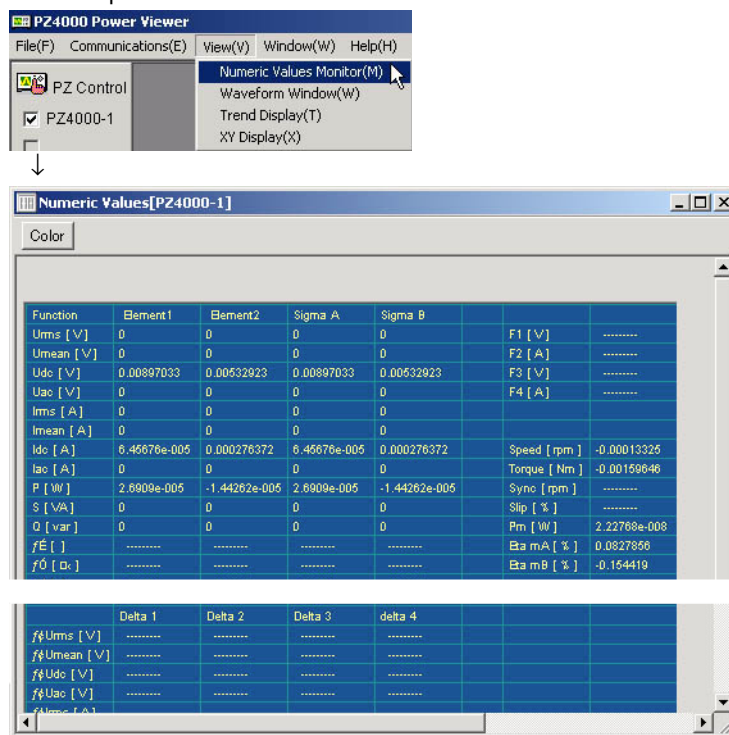 PZ4000 Power Viewer
File(F) Communications(E) View(V) Window(W) Help(H)
Numeric Values Monitor(M)
PZ Control
Waveform Window(W)
PZ4000-1
Trend Display(T)
XY Display(X)
↓
Numeric Values[PZ4000-1]
Color
Function Element1 Element2 Sigma A Sigma B
Urms [ V ] 0 0 0 0 F1 [ V ] ---------
Umean [ V ] 0 0 0 0 F2 [ A ] ---------
Udc [ V ] 0.00897033 0.00532923 0.00897033 0.00532923 F3 [ V ] ---------
Uac [ V ] 0 0 0 0 F4 [ A ] ---------
Irms [ A ] 0 0 0 0
Imean [ A ] 0 0 0 0
Idc [ A ] 6.45676e-005 0.000276372 6.45676e-005 0.000276372 Speed [ rpm ] -0.00013325
Iac [ A ] 0 0 0 0 Torque [ Nm ] -0.00159646
P [ W ] 2.6909e-005 -1.44262e-005 2.6909e-005 -1.44262e-005 Sync [ rpm ] ---------
S [ VA ] 0 0 0 0 Slip [ % ] ---------
Q [ var ] 0 0 0 0 Pm [ W ] 2.22768e-008
ƒÉ [ ] --------- --------- --------- --------- Eta mA [ % ] 0.0827856
ƒÓ [ ] --------- --------- --------- --------- Eta mB [ % ] -0.154419
Delta 1 Delta 2 Delta 3 delta 4
ƒ¢Urms [ V ] --------- --------- --------- ---------
ƒ¢Umean [ V ] --------- --------- --------- ---------
ƒ¢Udc [ V ] --------- --------- --------- ---------
ƒ¢Uac [ V ] --------- --------- --------- ---------